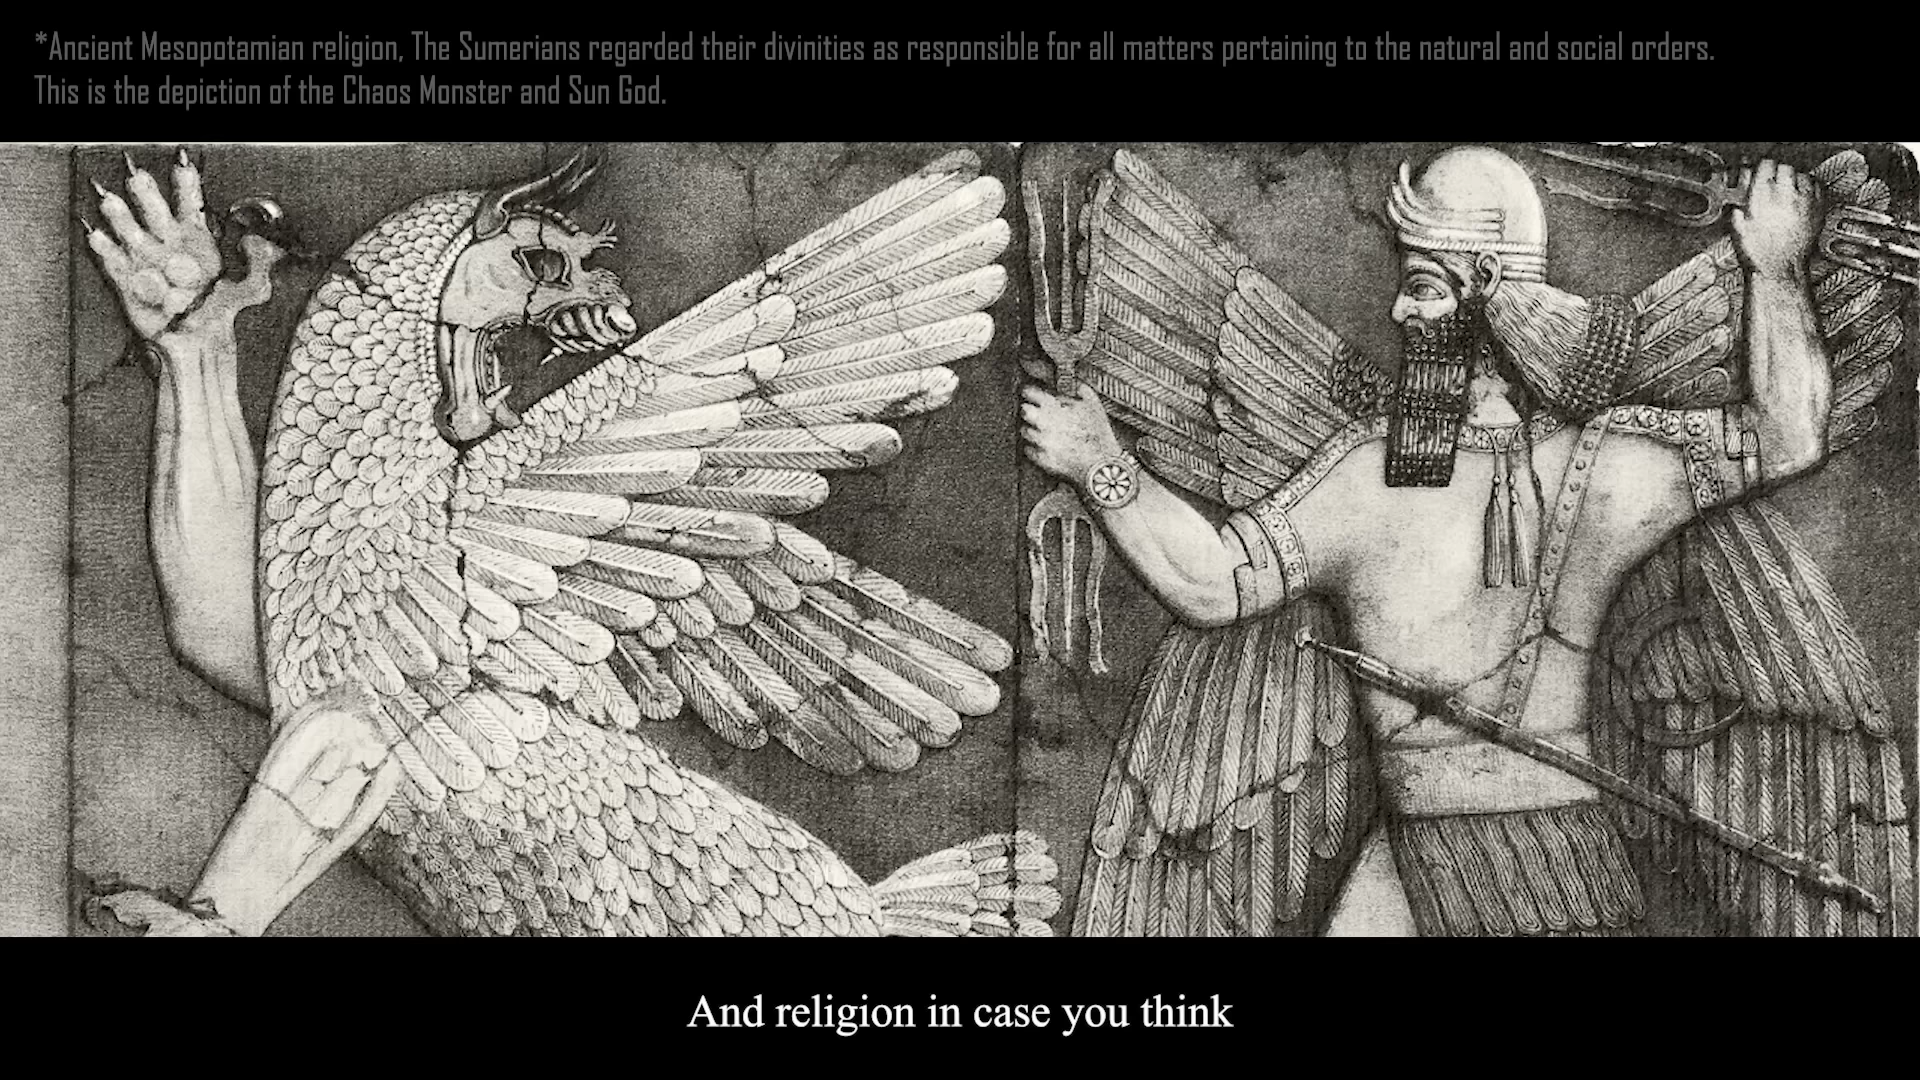 *Ancient Mesopotamian religion, The Sumerians regarded their divinities as responsible for all matters pertaining to the natural and social orders.
This is the depiction of the Chaos Monster and Sun God.
And religion in case you think